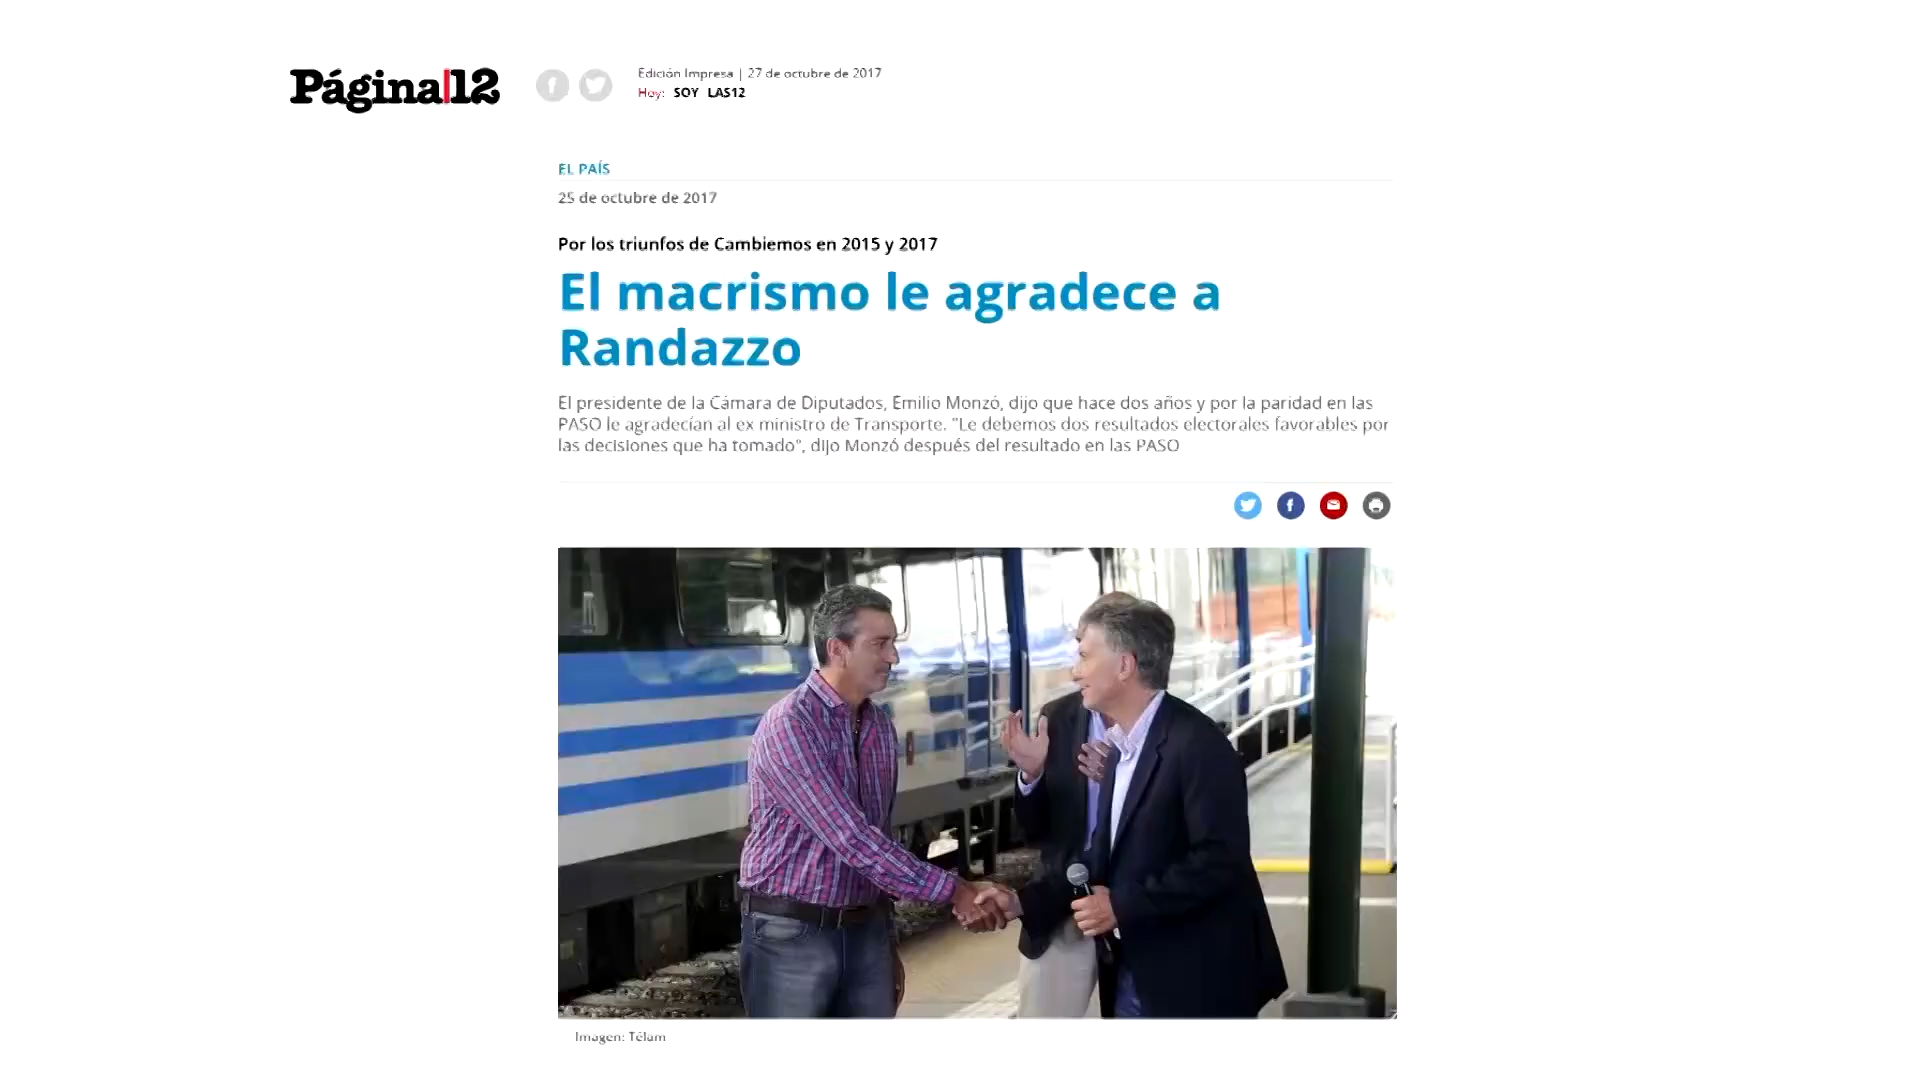 Página|12
Edición Impresa | 27 de octubre de 2017
Hoy: SOY LAS12
EL PAÍS
25 de octubre de 2017
Por los triunfos de Cambiemos en 2015 y 2017
El macrismo le agradece a
Randazzo
El presidente de la Cámara de Diputados, Emilio Monzó, dijo que hace dos años y por la paridad en las
PASO le agradecían al ex ministro de Transporte. "Le debemos dos resultados electorales favorables por
las decisiones que ha tomado", dijo Monzó después del resultado en las PASO
Imagen: Télam